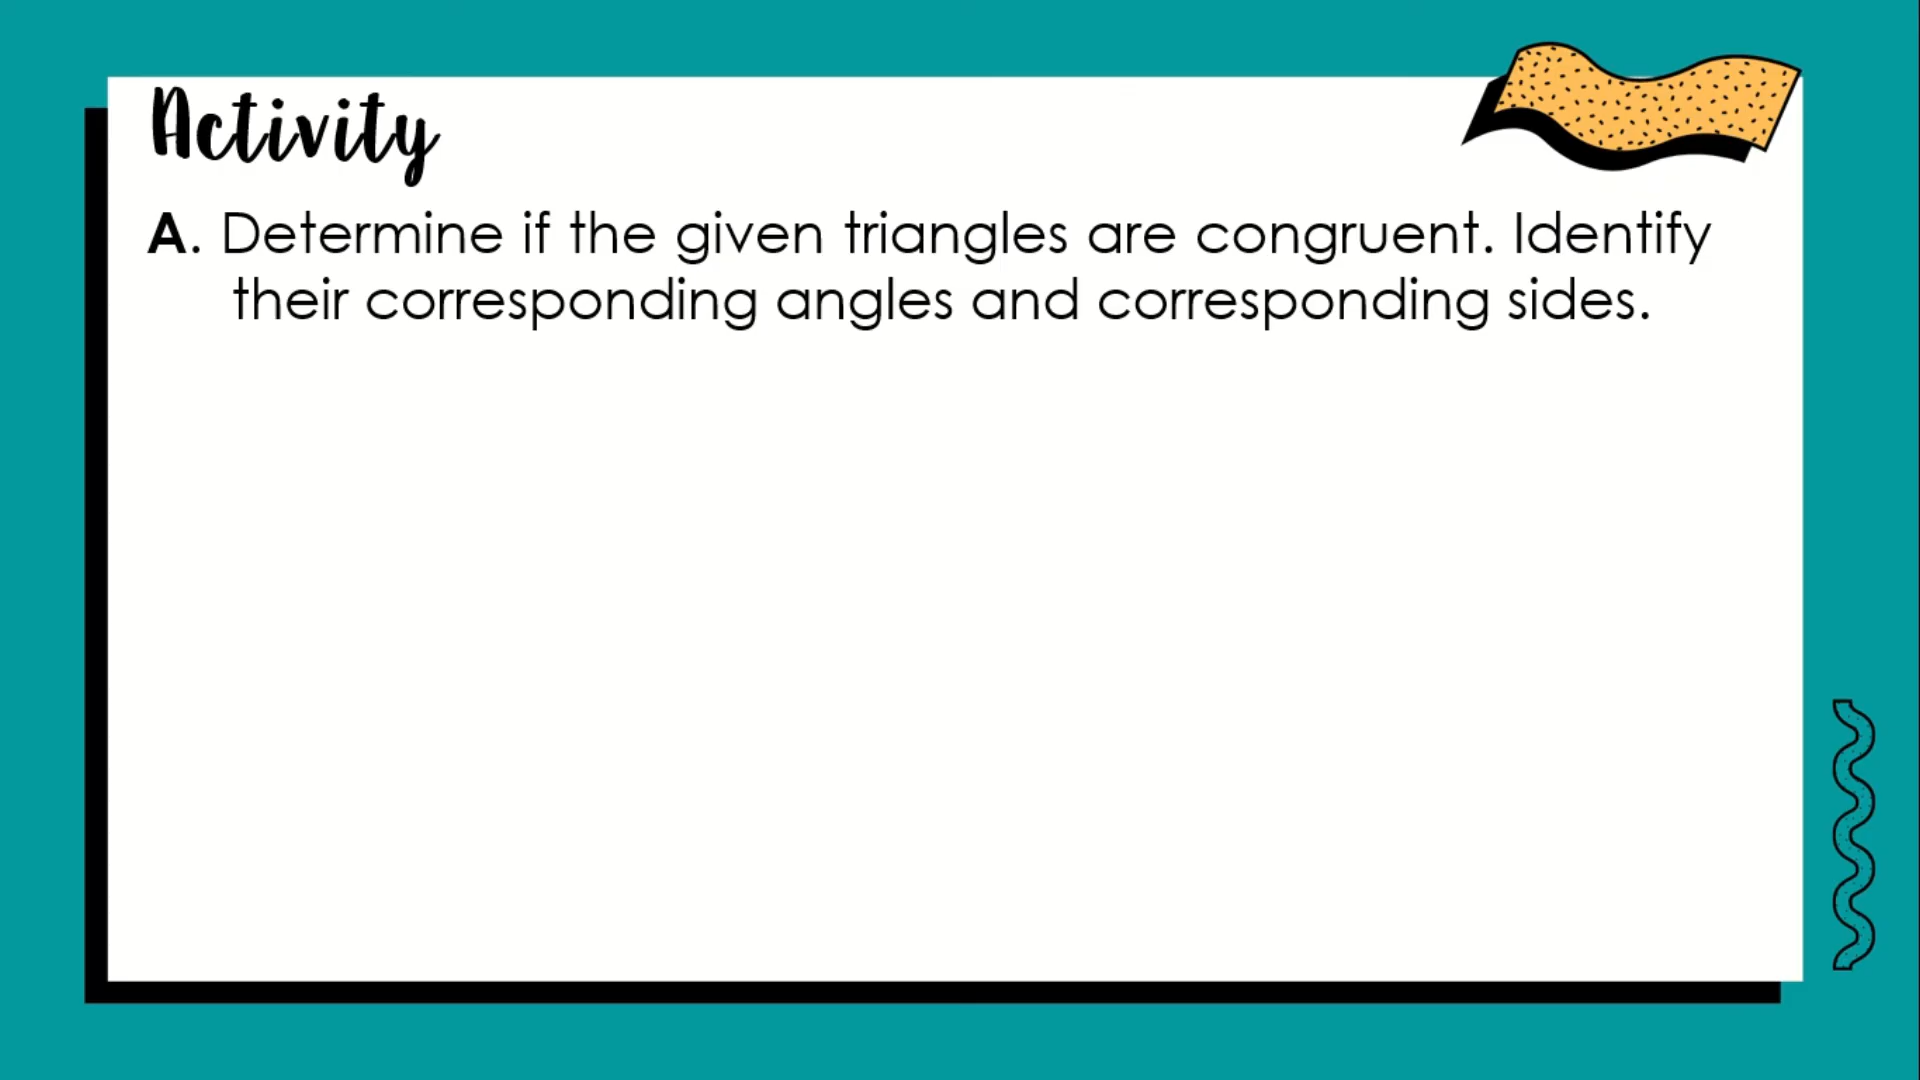 Activity
A. Determine if the given triangles are congruent. Identify
their corresponding angles and corresponding sides.